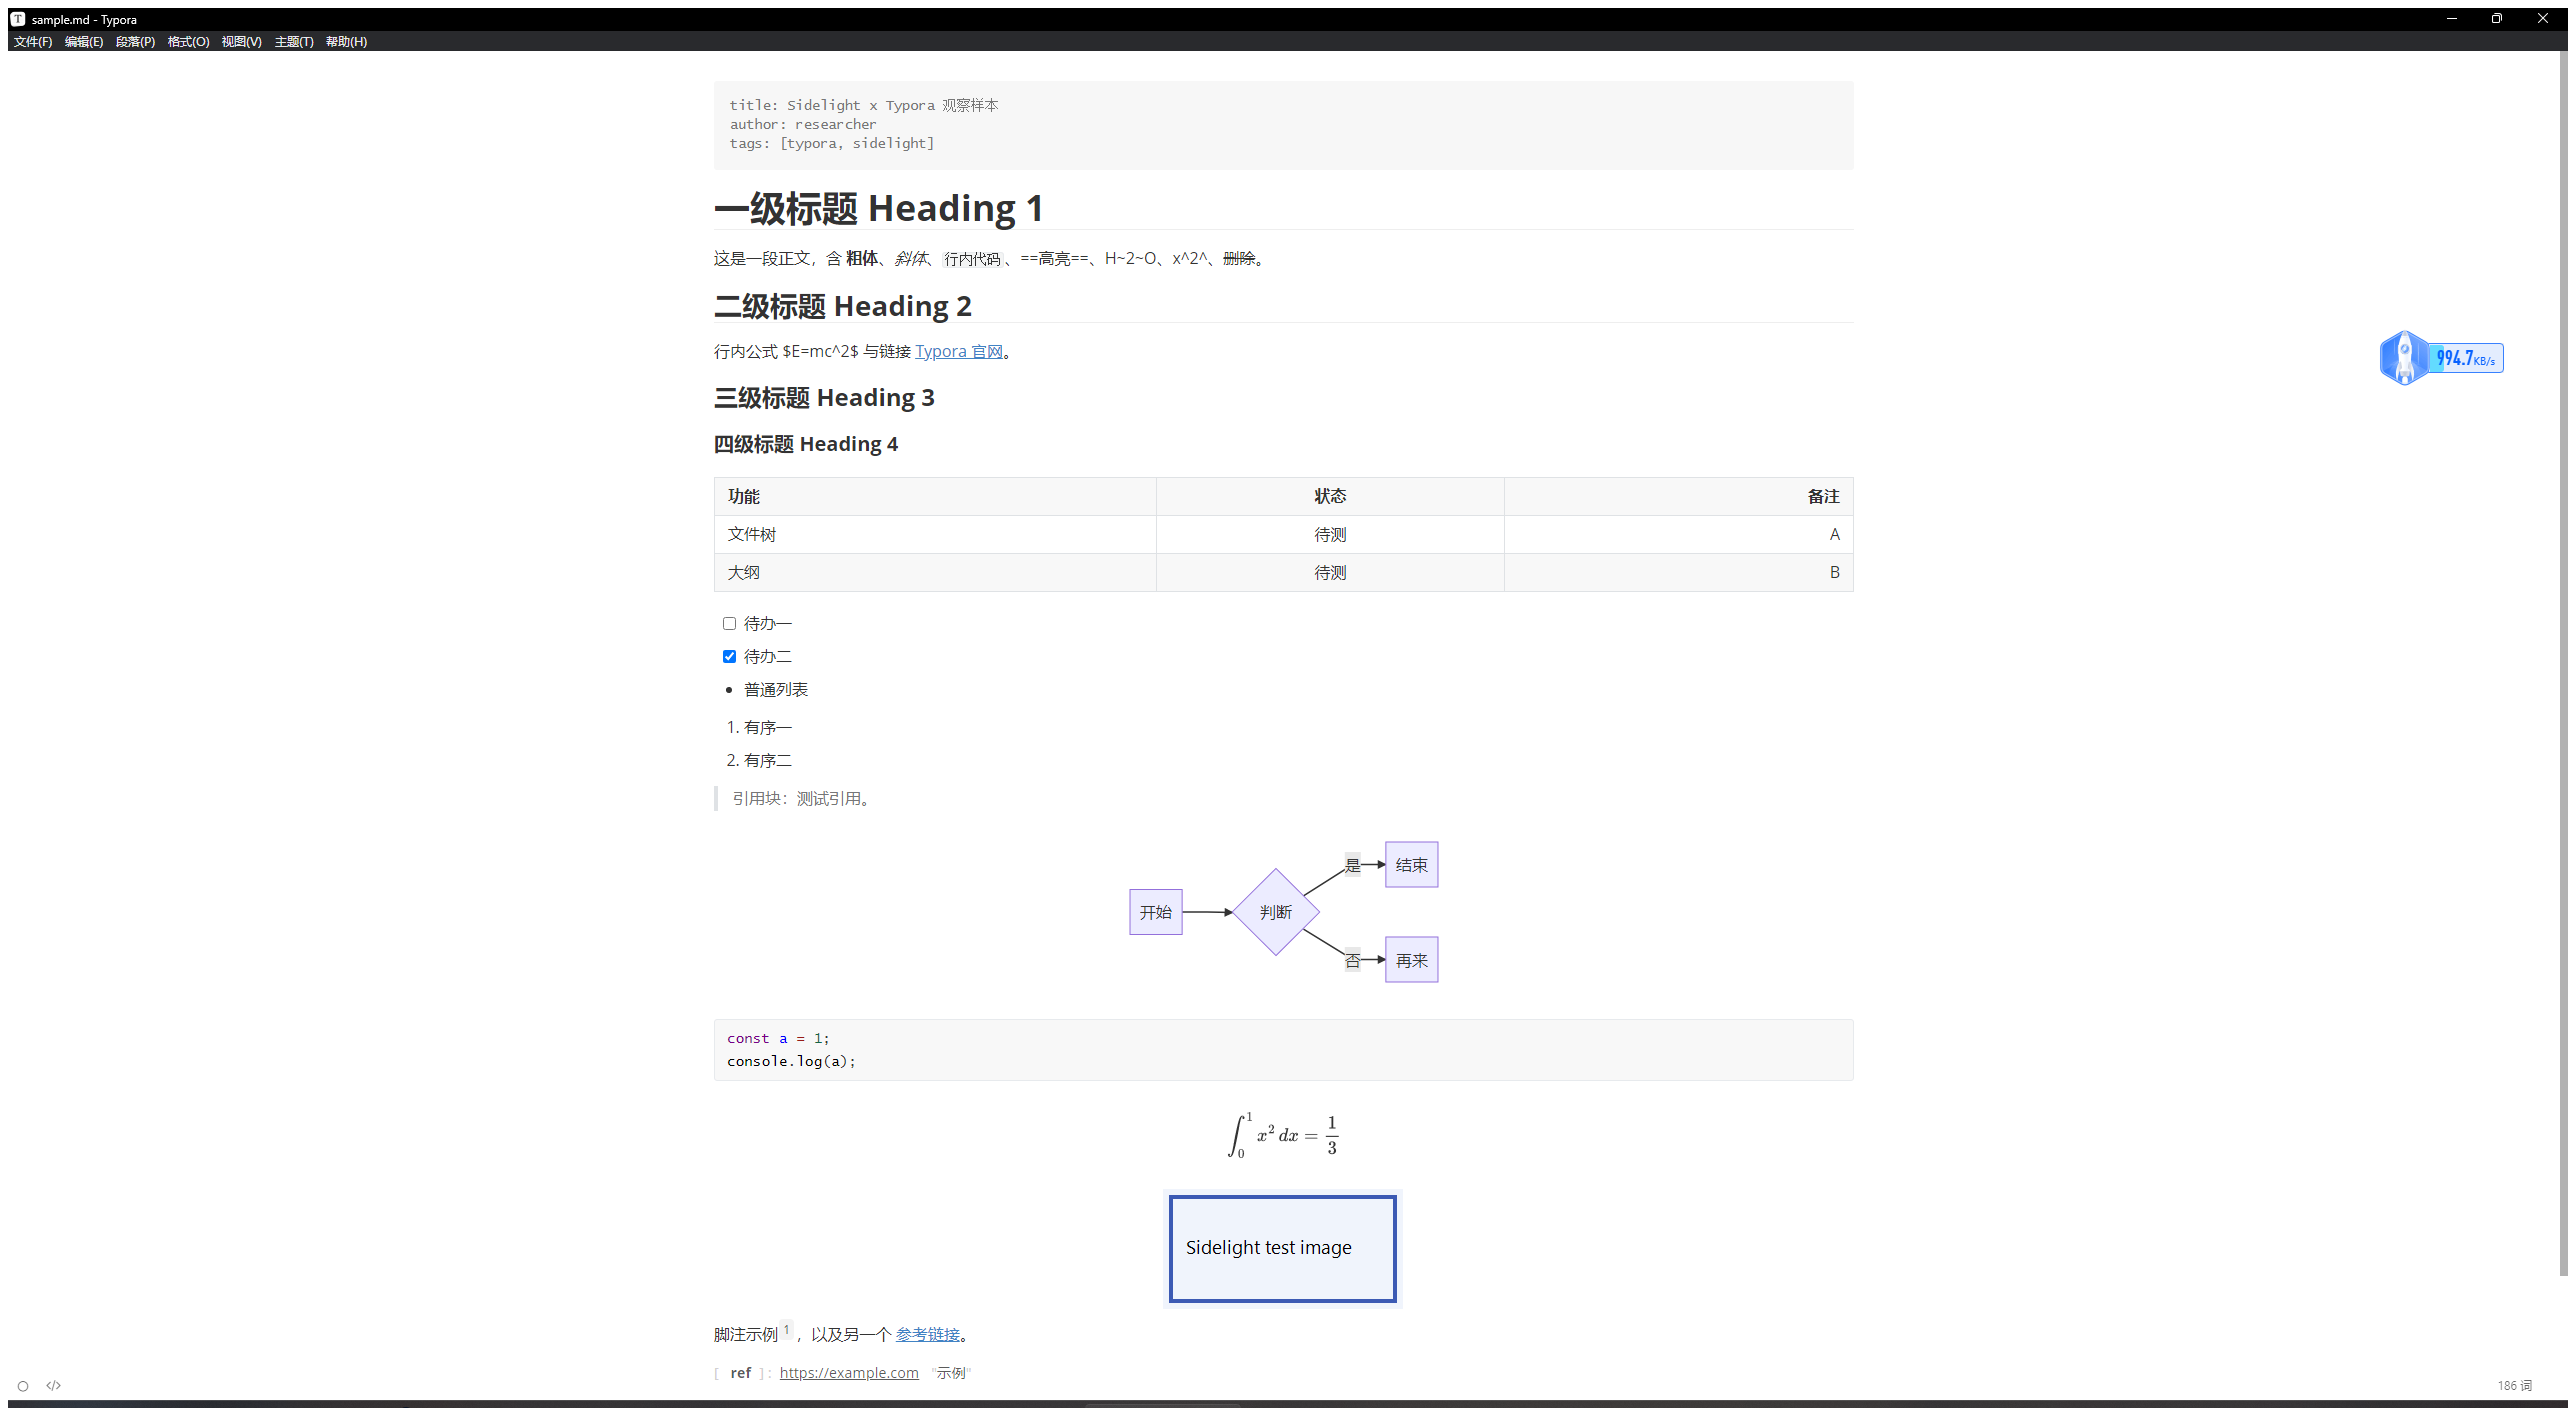 sample.md - Typora
文件(F) 编辑(E) 段落(P) 格式(O) 视图(V) 主题(T) 帮助(H)
title: Sidelight x Typora 观察样本
author: researcher
tags: [typora, sidelight]
一级标题 Heading 1
这是一段正文，含 粗体、斜体、行内代码、==高亮==、H~2~O、x^2^、删除。
二级标题 Heading 2
行内公式 $E=mc^2$ 与链接 Typora 官网。
994.7KB/s
三级标题 Heading 3
四级标题 Heading 4
功能 状态 备注
文件树 待测 A
大纲 待测 B
待办一
待办二
普通列表
1. 有序一
2. 有序二
引用块：测试引用。
是 结束
开始 判断
否 再来
const a = 1;
console.log(a);
∫₀¹ x² dx = 1/3
Sidelight test image
脚注示例1，以及另一个 参考链接。
[ ref ]: https://example.com "示例"
</> 186 词